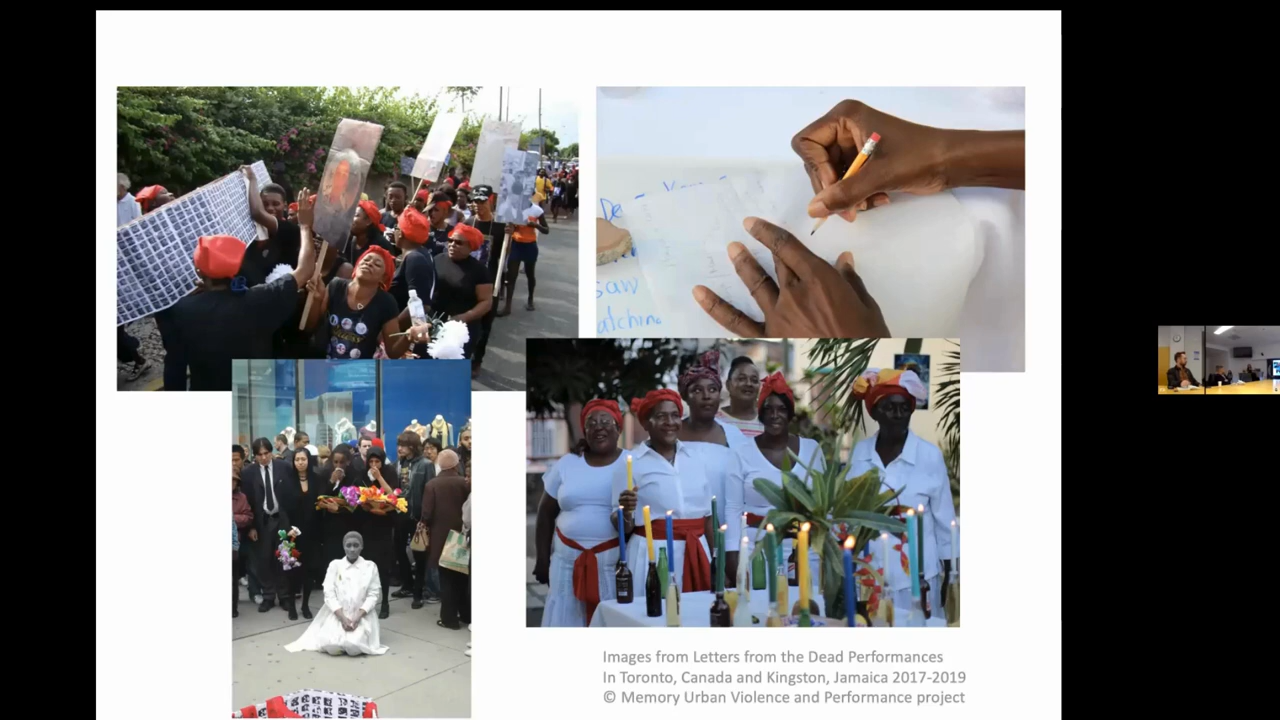 saw
atching
Images from Letters from the Dead Performances
In Toronto, Canada and Kingston, Jamaica 2017-2019
© Memory Urban Violence and Performance project